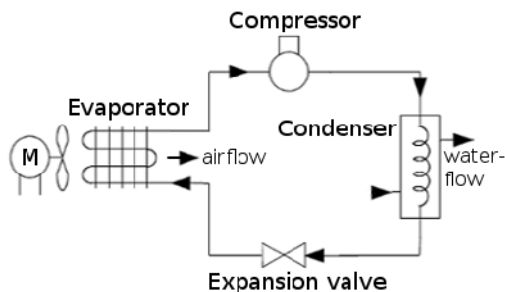 Compressor
Evaporator
Condenser
M
airflow
water-
flow
Expansion valve